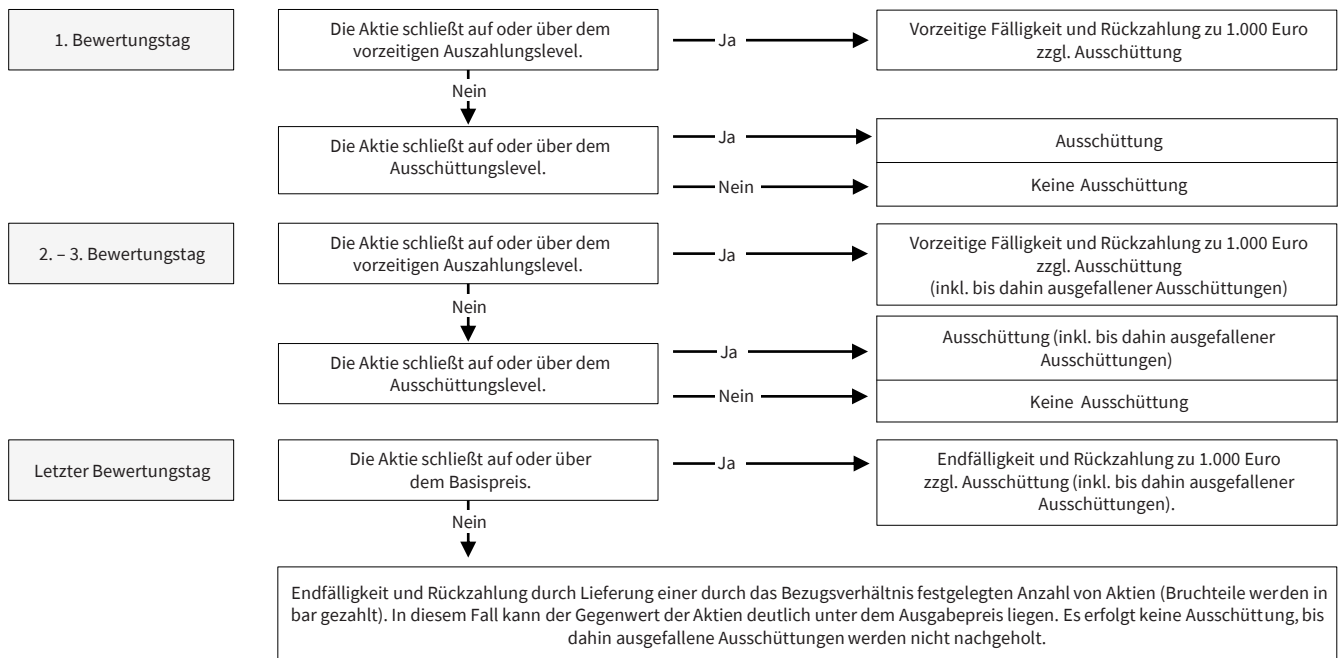 1. Bewertungstag
Die Aktie schließt auf oder über dem
vorzeitigen Auszahlungslevel.
Ja
Vorzeitige Fälligkeit und Rückzahlung zu 1.000 Euro
zzgl. Ausschüttung
Nein
Die Aktie schließt auf oder über dem
Ausschüttungslevel.
Ja
Ausschüttung
Nein
Keine Ausschüttung
2. – 3. Bewertungstag
Die Aktie schließt auf oder über dem
vorzeitigen Auszahlungslevel.
Ja
Vorzeitige Fälligkeit und Rückzahlung zu 1.000 Euro
zzgl. Ausschüttung
(inkl. bis dahin ausgefallener Ausschüttungen)
Nein
Die Aktie schließt auf oder über dem
Ausschüttungslevel.
Ja
Ausschüttung (inkl. bis dahin ausgefallener
Ausschüttungen)
Nein
Keine Ausschüttung
Letzter Bewertungstag
Die Aktie schließt auf oder über
dem Basispreis.
Ja
Endfälligkeit und Rückzahlung zu 1.000 Euro
zzgl. Ausschüttung (inkl. bis dahin ausgefallener
Ausschüttungen).
Nein
Endfälligkeit und Rückzahlung durch Lieferung einer durch das Bezugsverhältnis festgelegten Anzahl von Aktien (Bruchteile werden in
bar gezahlt). In diesem Fall kann der Gegenwert der Aktien deutlich unter dem Ausgabepreis liegen. Es erfolgt keine Ausschüttung, bis
dahin ausgefallene Ausschüttungen werden nicht nachgeholt.